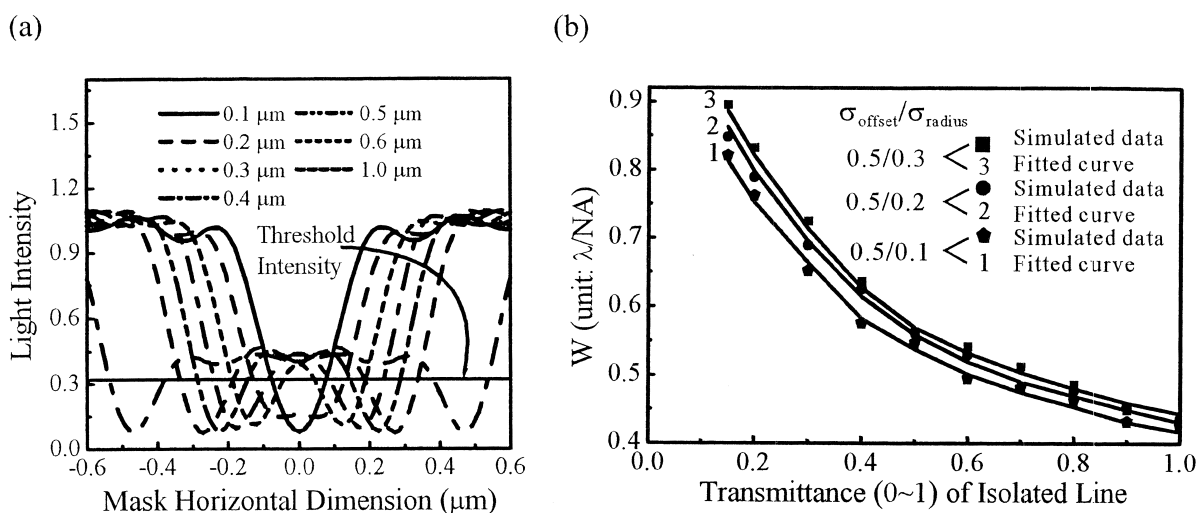 (a)
1.5
1.2
0.9
0.6
0.3
0.0
Light Intensity
0.1 μm
0.2 μm
0.3 μm
0.4 μm
0.5 μm
0.6 μm
1.0 μm
Threshold
Intensity
-0.6 -0.4 -0.2 0.0 0.2 0.4 0.6
Mask Horizontal Dimension (μm)
(b)
0.9
0.8
0.7
0.6
0.5
0.4
W (unit: λ/NA)
3
2
1
σoffset/σradius
0.5/0.3 < Simulated data
3 Fitted curve
0.5/0.2 < Simulated data
2 Fitted curve
0.5/0.1 < Simulated data
1 Fitted curve
0.0 0.2 0.4 0.6 0.8 1.0
Transmittance (0~1) of Isolated Line